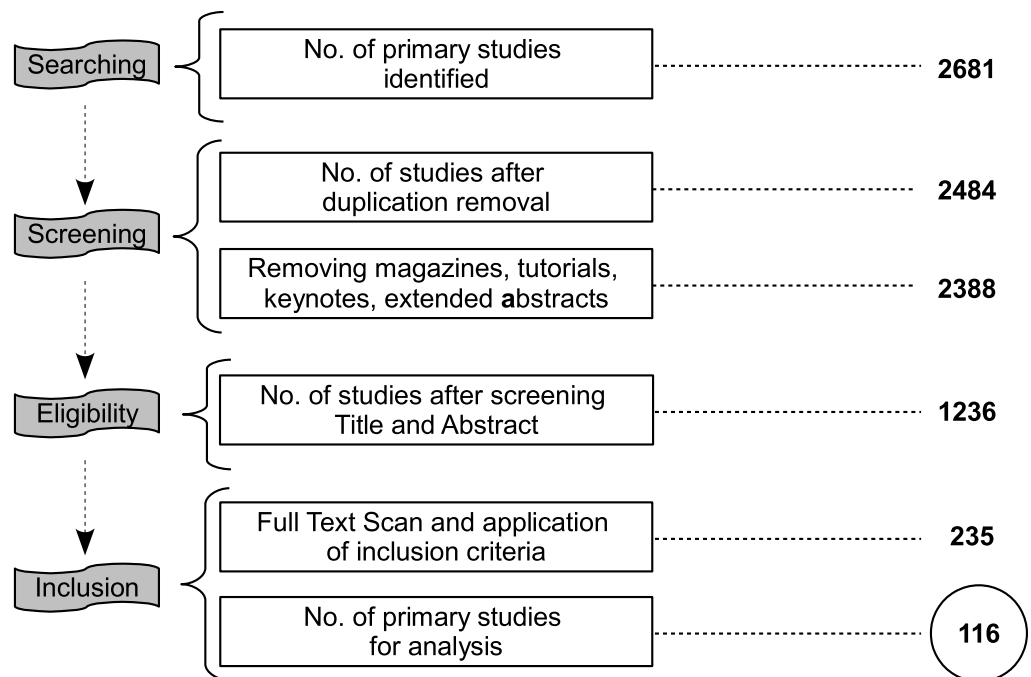 Searching
No. of primary studies
identified
2681
Screening
No. of studies after
duplication removal
2484
Removing magazines, tutorials,
keynotes, extended abstracts
2388
Eligibility
No. of studies after screening
Title and Abstract
1236
Inclusion
Full Text Scan and application
of inclusion criteria
235
No. of primary studies
for analysis
116